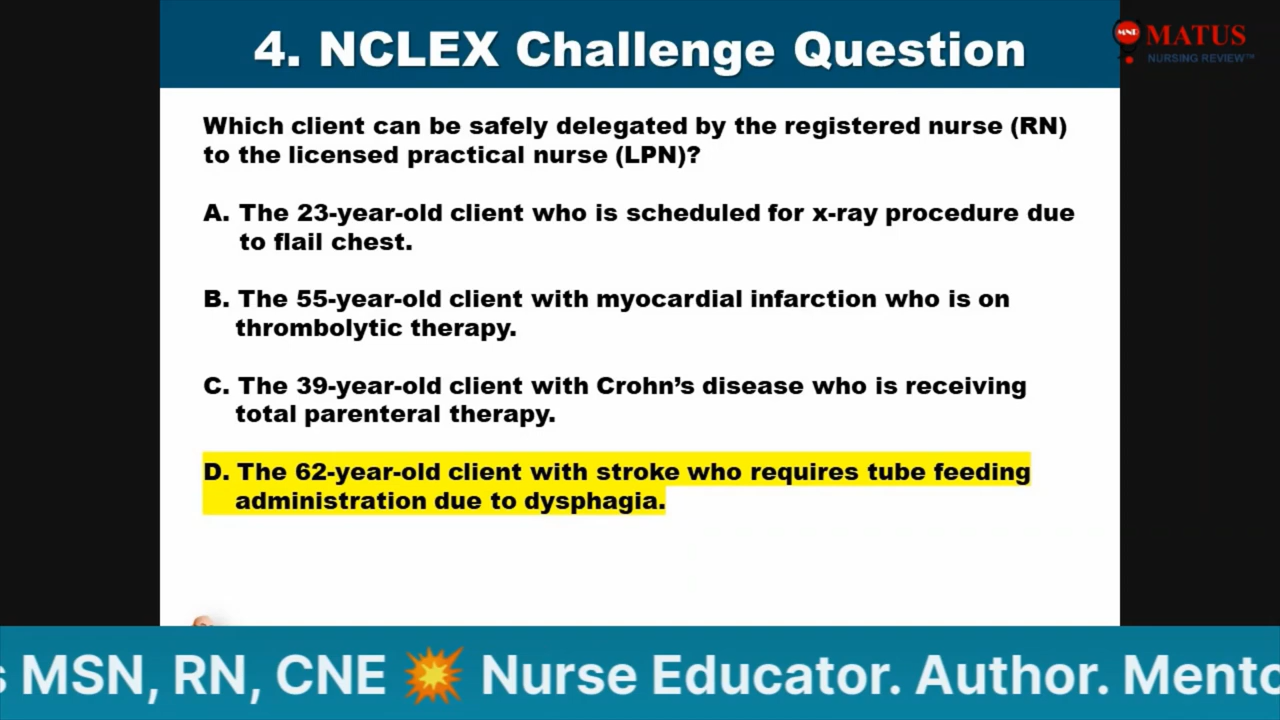 4. NCLEX Challenge Question
MNR
MATUS
NURSING REVIEW™
Which client can be safely delegated by the registered nurse (RN)
to the licensed practical nurse (LPN)?
A. The 23-year-old client who is scheduled for x-ray procedure due
to flail chest.
B. The 55-year-old client with myocardial infarction who is on
thrombolytic therapy.
C. The 39-year-old client with Crohn's disease who is receiving
total parenteral therapy.
D. The 62-year-old client with stroke who requires tube feeding
administration due to dysphagia.
s MSN, RN, CNE 💥 Nurse Educator. Author. Mento